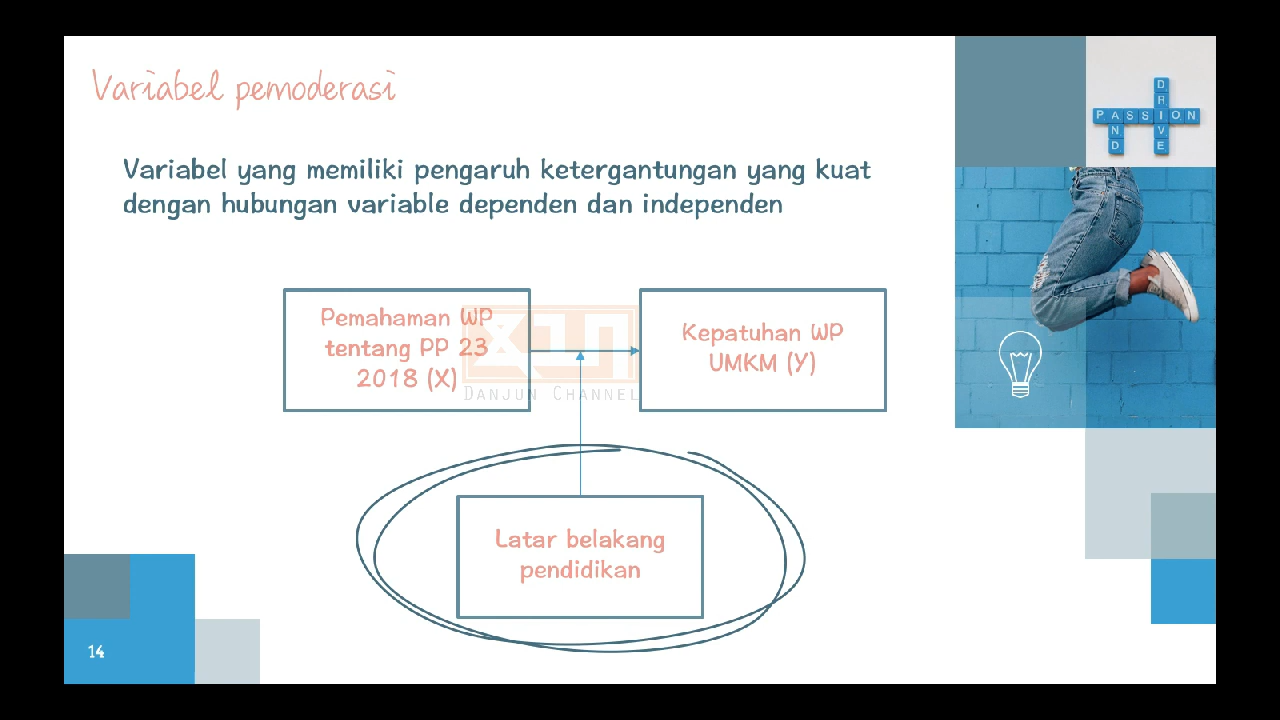 Variabel pemoderasi
Variabel yang memiliki pengaruh ketergantungan yang kuat
dengan hubungan variable dependen dan independen
Pemahaman WP
tentang PP 23
2018 (X)
Kepatuhan WP
UMKM (Y)
Latar belakang
pendidikan
DANJUN CHANNEL
PASSION
AND
DRIVE
14